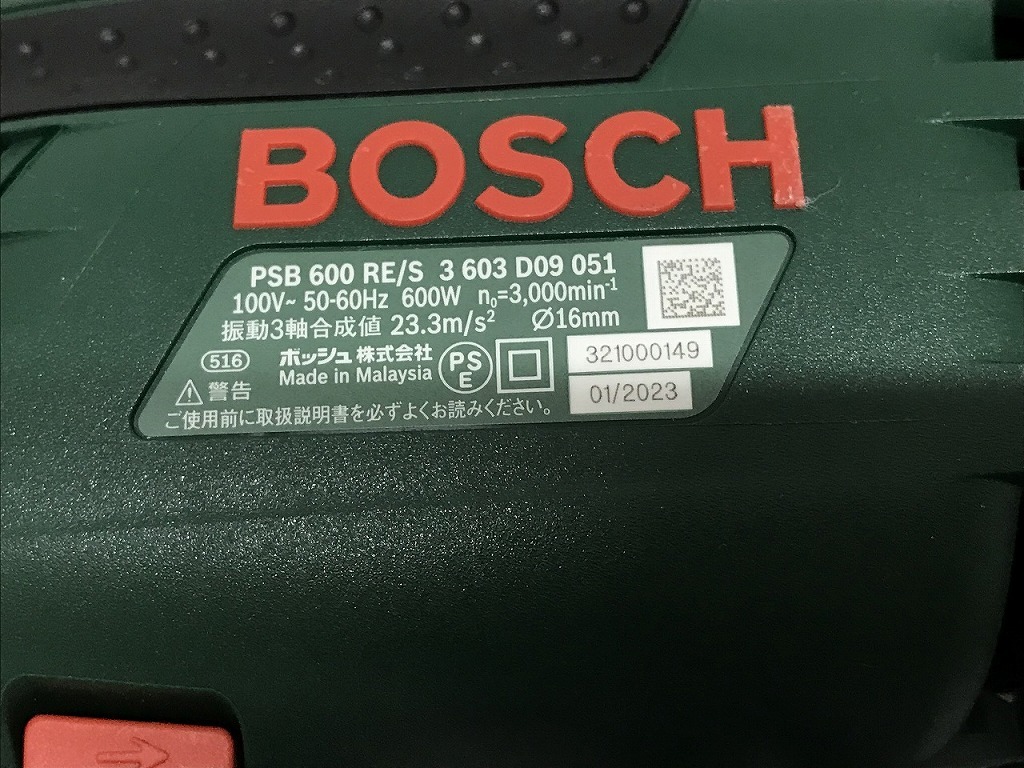 BOSCH
PSB 600 RE/S 3 603 D09 051
100V~ 50-60Hz 600W n₀=3,000min⁻¹
振動3軸合成値 23.3m/s² Ø16mm
516 ボッシュ 株式会社
Made in Malaysia
PS
E
321000149
01/2023
警告
ご使用前に取扱説明書を必ずよくお読みください。